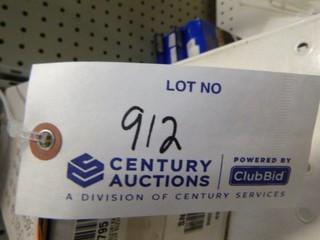 LOT NO
912
CENTURY AUCTIONS
POWERED BY
ClubBid
A DIVISION OF CENTURY SERVICES